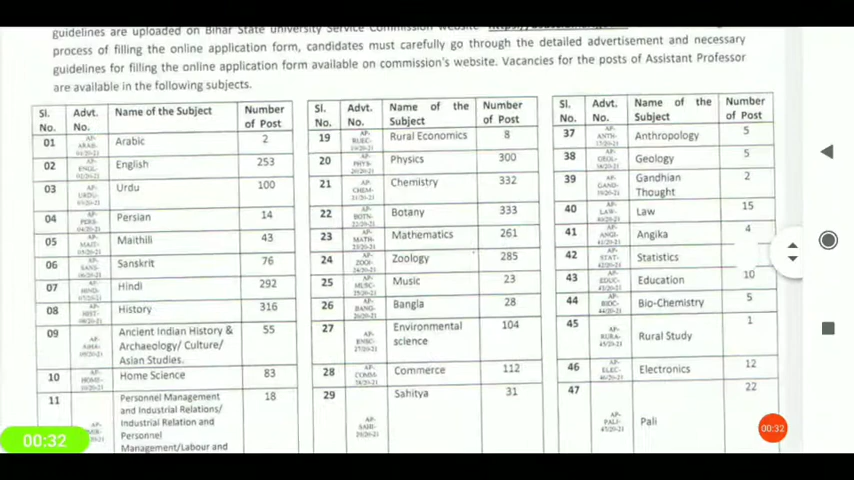 guidelines are uploaded on Bihar State University Service Commission website
process of filling the online application form, candidates must carefully go through the detailed advertisement and necessary
guidelines for filling the online application form available on commission's website. Vacancies for the posts of Assistant Professor
are available in the following subjects.
Sl. No. Advt. No. Name of the Subject Number of Post
01 Arabic 2
02 English 253
03 Urdu 100
04 Persian 14
05 Maithili 43
06 Sanskrit 76
07 Hindi 292
08 History 316
09 Ancient Indian History & Archaeology/ Culture/ Asian Studies. 55
10 Home Science 83
11 Personnel Management and Industrial Relations/ Industrial Relation and Personnel Management/Labour and 18
Sl. No. Advt. No. Name of the Subject Number of Post
19 Rural Economics 8
20 Physics 300
21 Chemistry 332
22 Botany 333
23 Mathematics 261
24 Zoology 285
25 Music 23
26 Bangla 28
27 Environmental science 104
28 Commerce 112
29 Sahitya 31
Sl. No. Advt. No. Name of the Subject Number of Post
37 Anthropology 5
38 Geology 5
39 Gandhian Thought 2
40 Law 15
41 Angika 4
42 Statistics
43 Education 10
44 Bio-Chemistry 5
45 Rural Study 1
46 Electronics 12
47 Pali 22
00:32
00:32